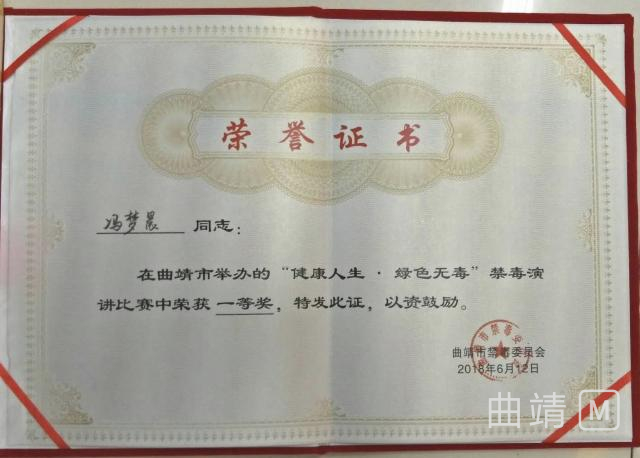 荣誉证书
冯梦晨 同志：
在曲靖市举办的“健康人生·绿色无毒”禁毒演
讲比赛中荣获 一等奖，特发此证，以资鼓励。
曲靖市禁毒委员会
2018年6月12日
曲靖M